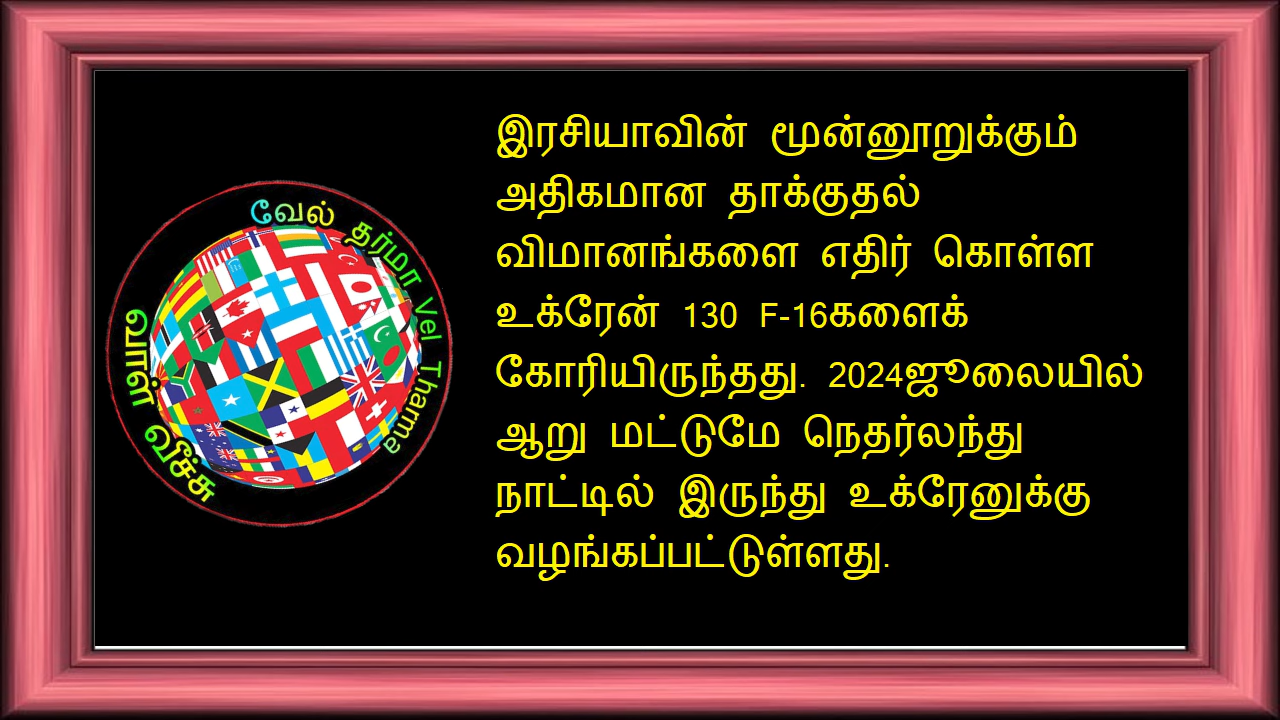 வேல் தர்மா Vel Tharma
வாள் வீச்சு
இரசியாவின் மூன்னூறுக்கும்
அதிகமான தாக்குதல்
விமானங்களை எதிர் கொள்ள
உக்ரேன் 130 F-16களைக்
கோரியிருந்தது. 2024ஜூலையில்
ஆறு மட்டுமே நெதர்லந்து
நாட்டில் இருந்து உக்ரேனுக்கு
வழங்கப்பட்டுள்ளது.